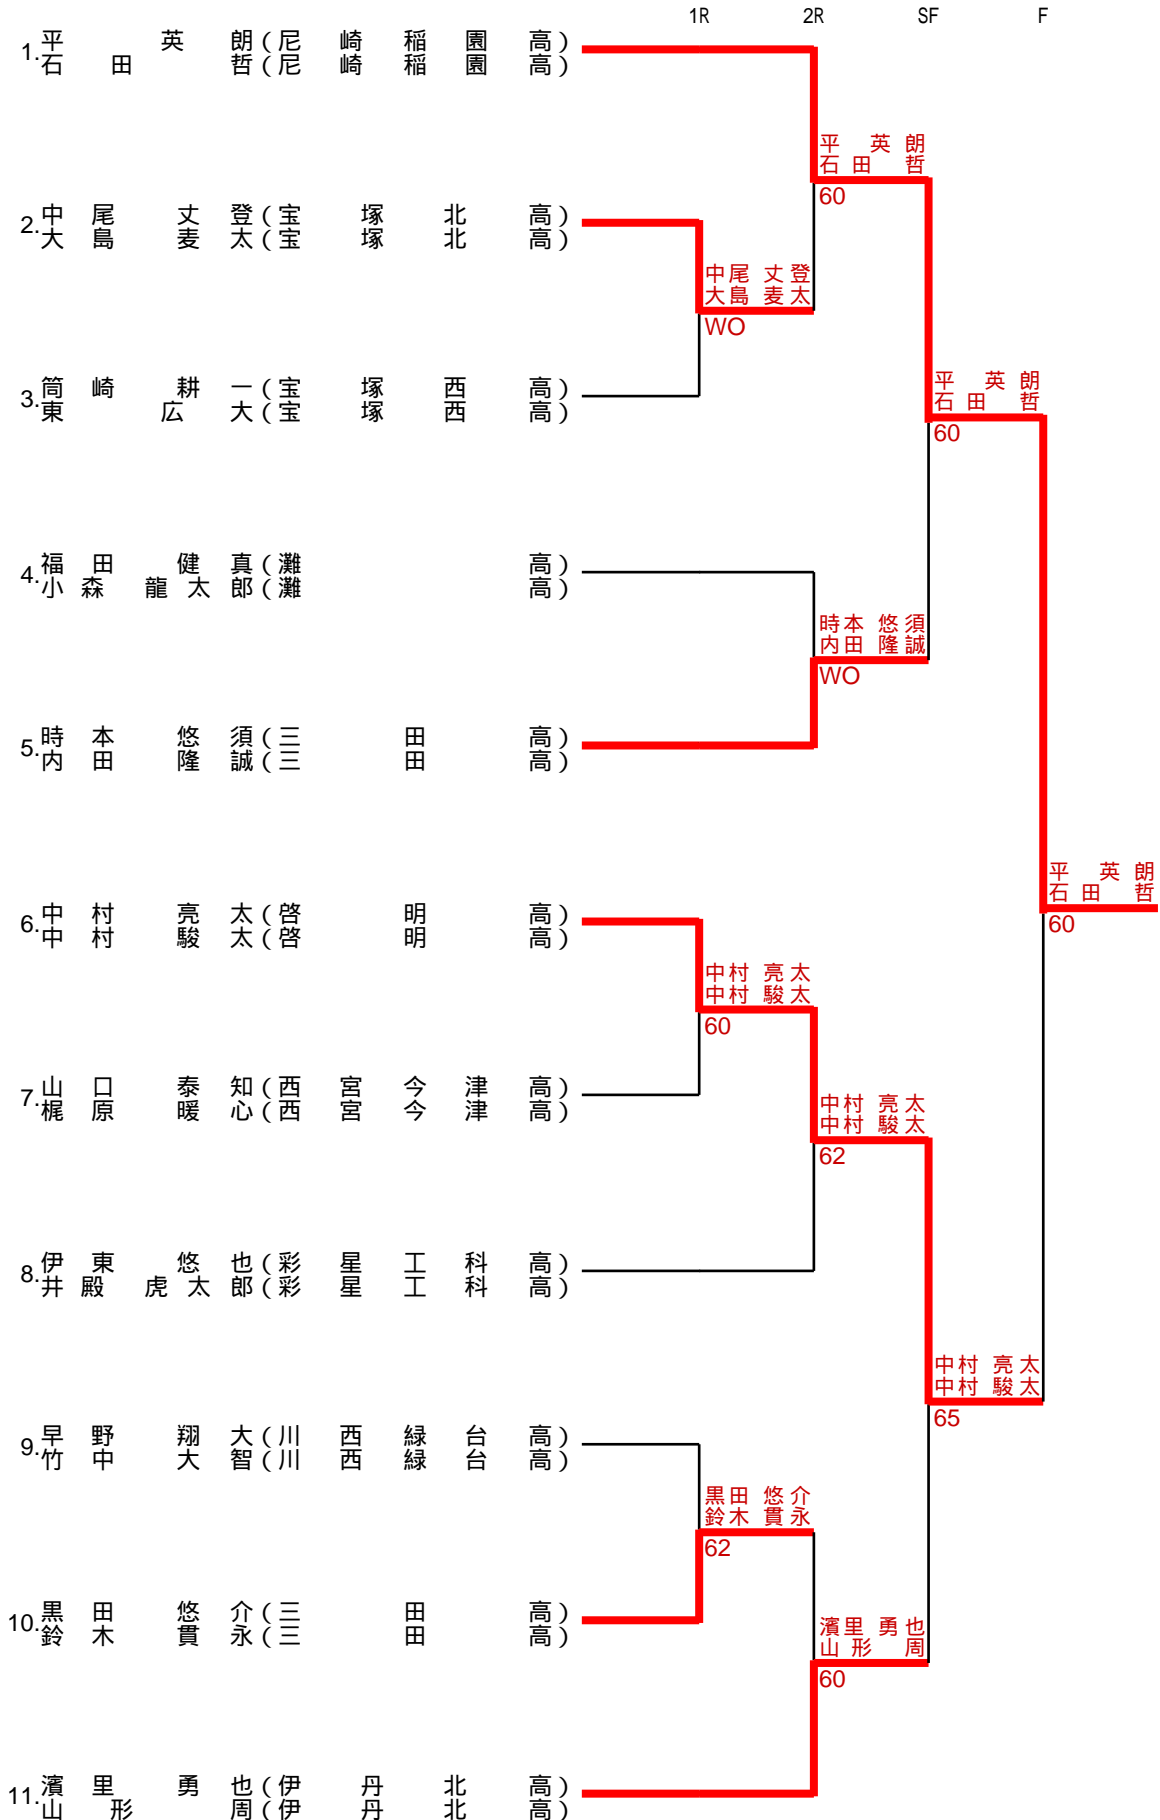 1R 2R SF F
1. 平 英 朗 ( 尼 崎 稲 園 高 )
石 田 哲 ( 尼 崎 稲 園 高 )
平 英 朗
石 田 哲
60
2. 中 尾 丈 登 ( 宝 塚 北 高 )
大 島 麦 太 ( 宝 塚 北 高 )
中 尾 丈 登
大 島 麦 太
WO
3. 筒 崎 耕 一 ( 宝 塚 西 高 )
東 広 大 ( 宝 塚 西 高 )
平 英 朗
石 田 哲
60
4. 福 田 健 真 ( 灘 高 )
小 森 龍 太 郎 ( 灘 高 )
時 本 悠 須
内 田 隆 誠
WO
5. 時 本 悠 須 ( 三 田 高 )
内 田 隆 誠 ( 三 田 高 )
平 英 朗
石 田 哲
60
6. 中 村 亮 太 ( 啓 明 高 )
中 村 駿 太 ( 啓 明 高 )
中 村 亮 太
中 村 駿 太
60
7. 山 口 泰 知 ( 西 宮 今 津 高 )
梶 原 暖 心 ( 西 宮 今 津 高 )
中 村 亮 太
中 村 駿 太
62
8. 伊 東 悠 也 ( 彩 星 工 科 高 )
井 殿 虎 太 郎 ( 彩 星 工 科 高 )
中 村 亮 太
中 村 駿 太
65
9. 早 野 翔 大 ( 川 西 緑 台 高 )
竹 中 大 智 ( 川 西 緑 台 高 )
黒 田 悠 介
鈴 木 貫 永
62
10. 黒 田 悠 介 ( 三 田 高 )
鈴 木 貫 永 ( 三 田 高 )
濱 里 勇 也
山 形 周
60
11. 濱 里 勇 也 ( 伊 丹 北 高 )
山 形 周 ( 伊 丹 北 高 )